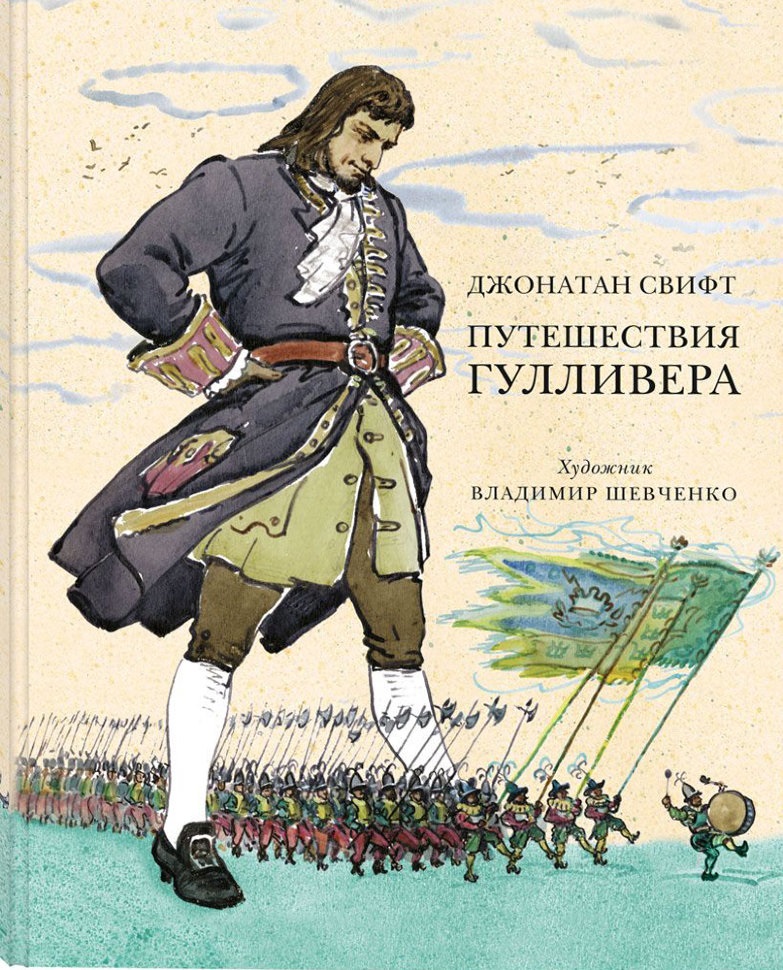 ДЖОНАТАН СВИФТ
ПУТЕШЕСТВИЯ
ГУЛЛИВЕРА
Художник
ВЛАДИМИР ШЕВЧЕНКО